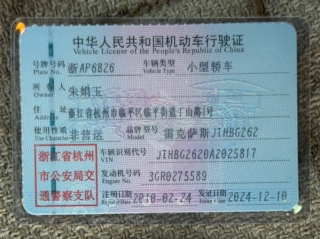 中华人民共和国机动车行驶证
Vehicle License of the People's Republic of China
号牌号码 Plate No. 浙AP6B26 车辆类型 Vehicle Type 小型轿车
所有人 Owner 朱娟玉
住址 Address 浙江省杭州市临平区临平街道丁山路1号
使用性质 Use Character 非营运 品牌型号 Model 雷克萨斯JTHBG262
浙江省杭州市公安局交通警察支队
车辆识别代号 VIN JTHBG2620A2025817
发动机号码 Engine No. 3GR0275589
注册日期 Register Date 2010-02-24 发证日期 Issue Date 2024-12-10